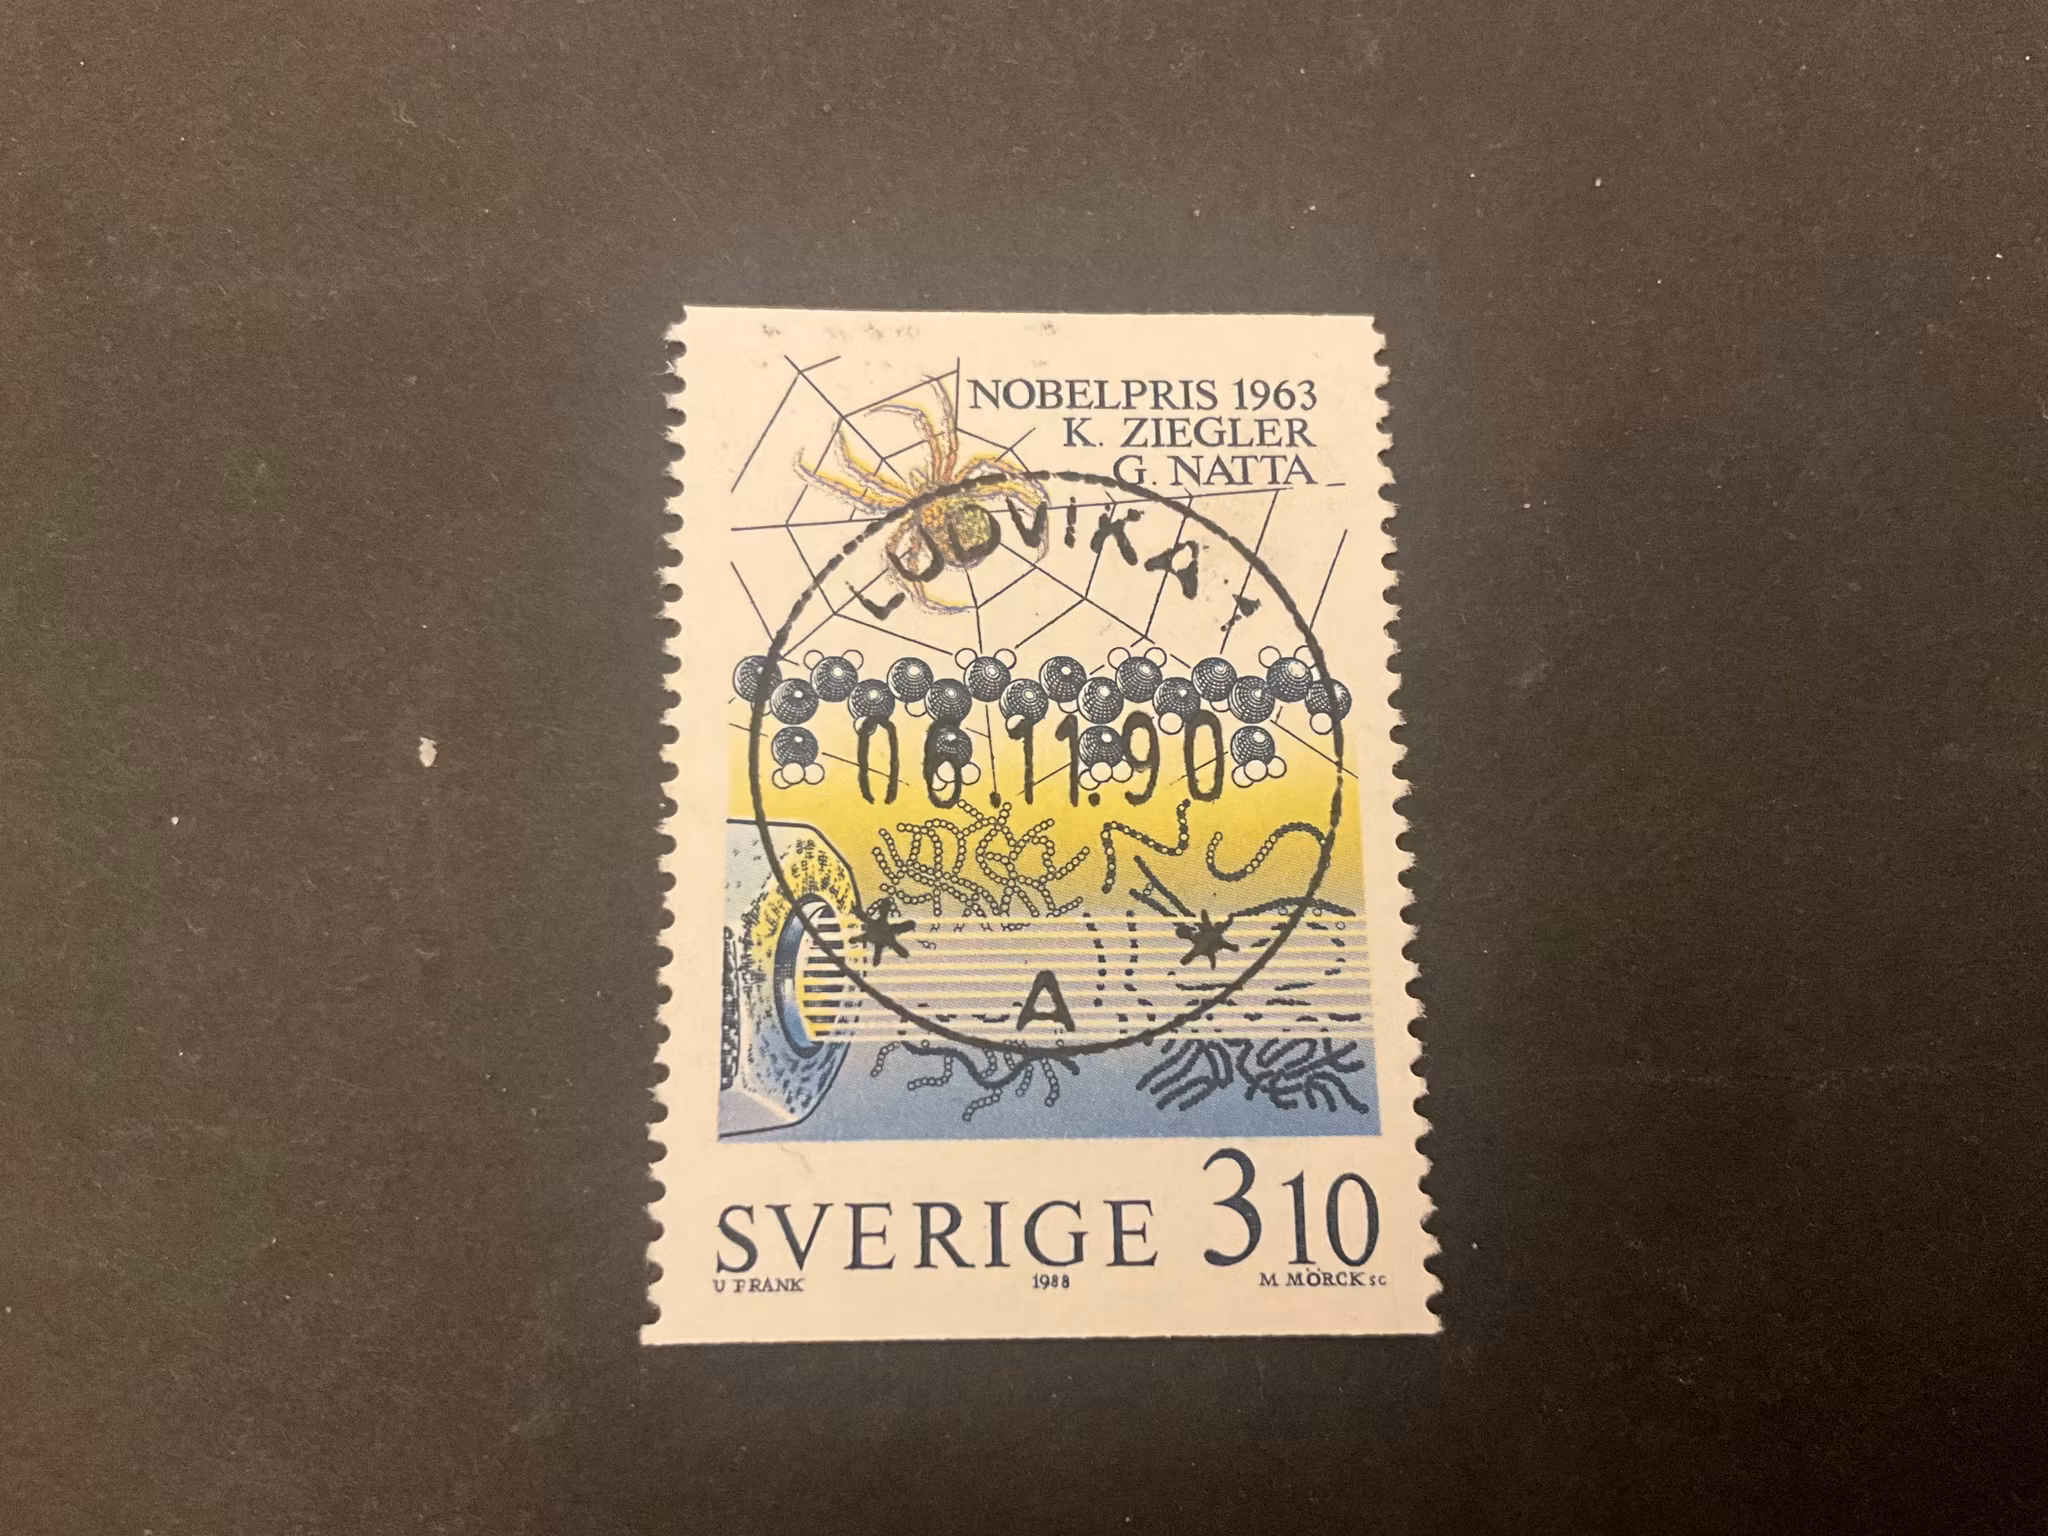 NOBELPRIS 1963
K. ZIEGLER
G. NATTA
LUDVIKA 1
06.11.90
A
SVERIGE 310
U FRANK 1988 M MÖRCK SC